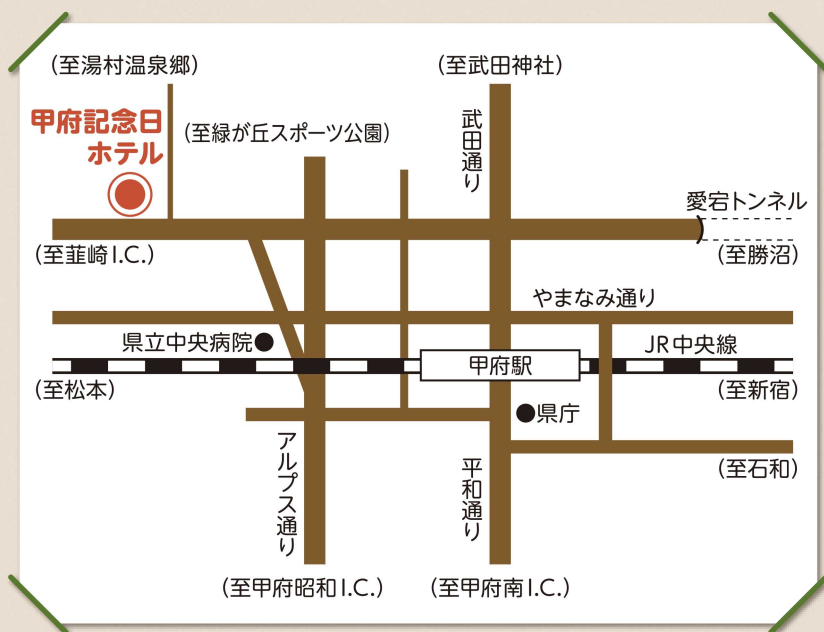 (至湯村温泉郷)
(至武田神社)
甲府記念日
ホテル
(至緑が丘スポーツ公園)
武田通り
愛宕トンネル
(至韮崎I.C.)
(至勝沼)
やまなみ通り
県立中央病院
甲府駅
JR中央線
(至松本)
(至新宿)
県庁
アルプス通り
平和通り
(至石和)
(至甲府昭和I.C.)
(至甲府南I.C.)